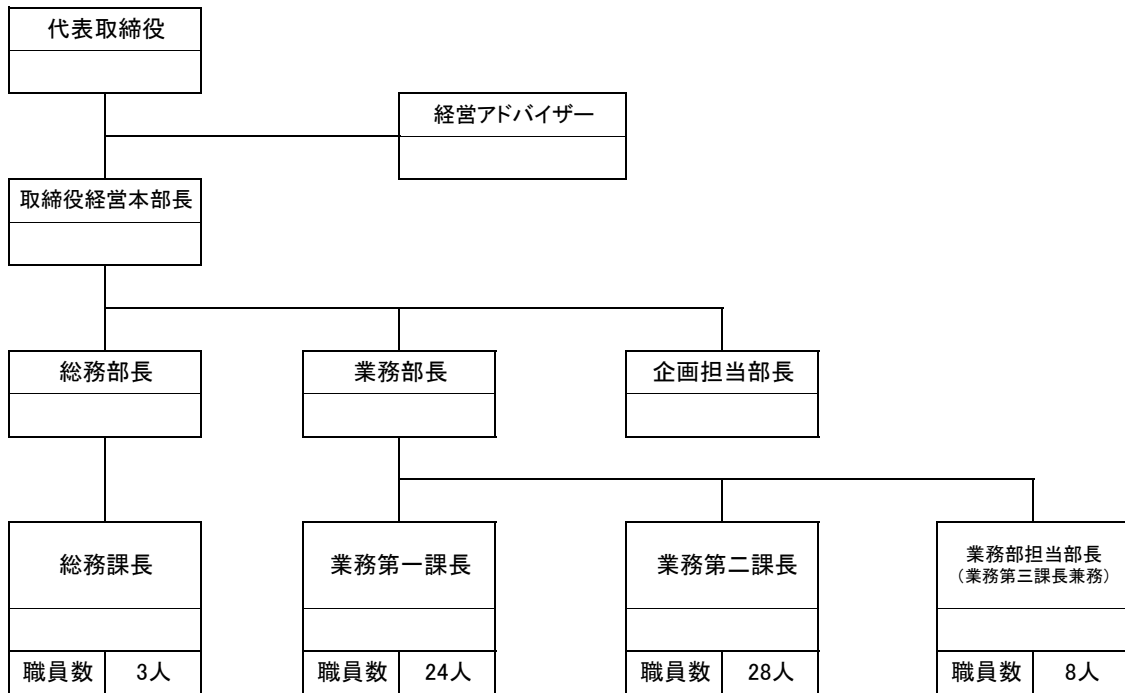 代表取締役
経営アドバイザー
取締役経営本部長
総務部長
業務部長
企画担当部長
総務課長
業務第一課長
業務第二課長
業務部担当部長
（業務第三課長兼務）
職員数 3人
職員数 24人
職員数 28人
職員数 8人